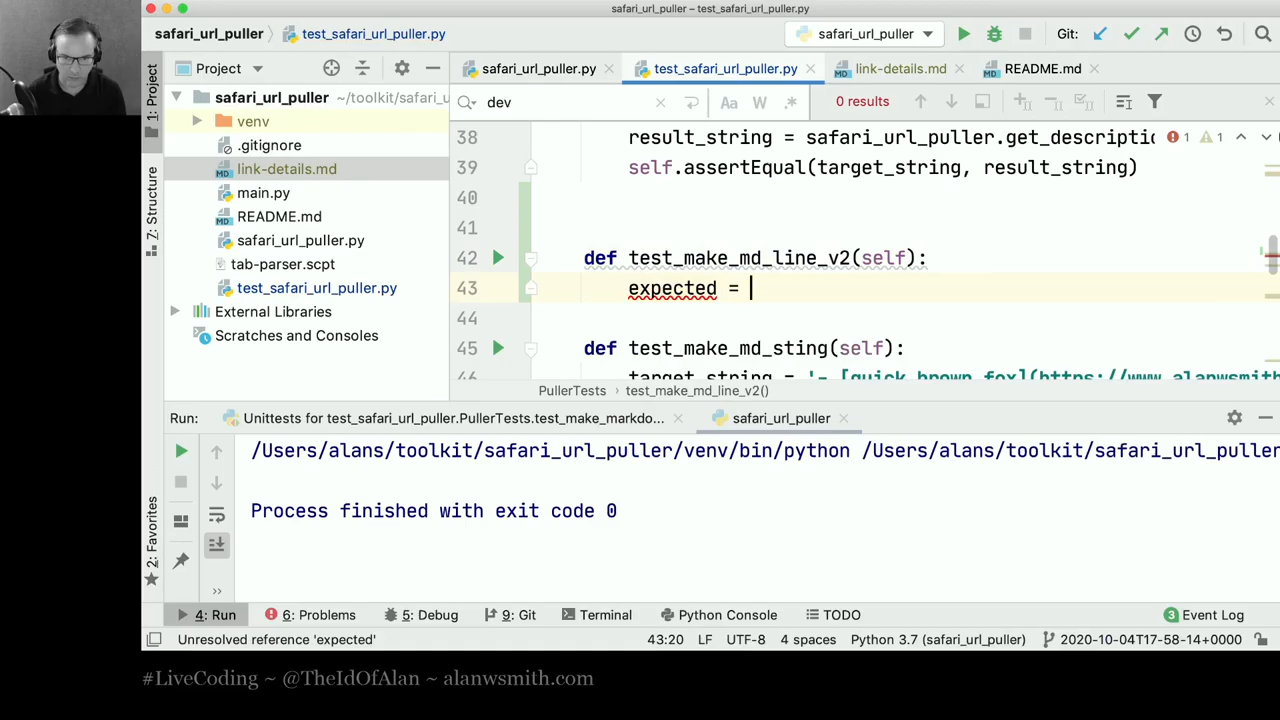 safari_url_puller – test_safari_url_puller.py
safari_url_puller
test_safari_url_puller.py
safari_url_puller
Git:
Project
safari_url_puller.py
test_safari_url_puller.py
link-details.md
README.md
1: Project
7: Structure
2: Favorites
safari_url_puller ~/toolkit/safari_u
venv
.gitignore
link-details.md
main.py
README.md
safari_url_puller.py
tab-parser.scpt
test_safari_url_puller.py
External Libraries
Scratches and Consoles
dev
Aa W .*
0 results
38 result_string = safari_url_puller.get_descriptio
1 1
39 self.assertEqual(target_string, result_string)
40
41
42 def test_make_md_line_v2(self):
43 expected =
44
45 def test_make_md_sting(self):
46 target_string = '- [quick brown fox](https://www.alanwsmith
PullerTests
test_make_md_line_v2()
Run:
Unittests for test_safari_url_puller.PullerTests.test_make_markdo...
safari_url_puller
/Users/alans/toolkit/safari_url_puller/venv/bin/python /Users/alans/toolkit/safari_url_puller
Process finished with exit code 0
4: Run
6: Problems
5: Debug
9: Git
Terminal
Python Console
TODO
3 Event Log
Unresolved reference 'expected'
43:20 LF UTF-8 4 spaces Python 3.7 (safari_url_puller) 2020-10-04T17-58-14+0000
#LiveCoding ~ @TheIdOfAlan ~ alanwsmith.com